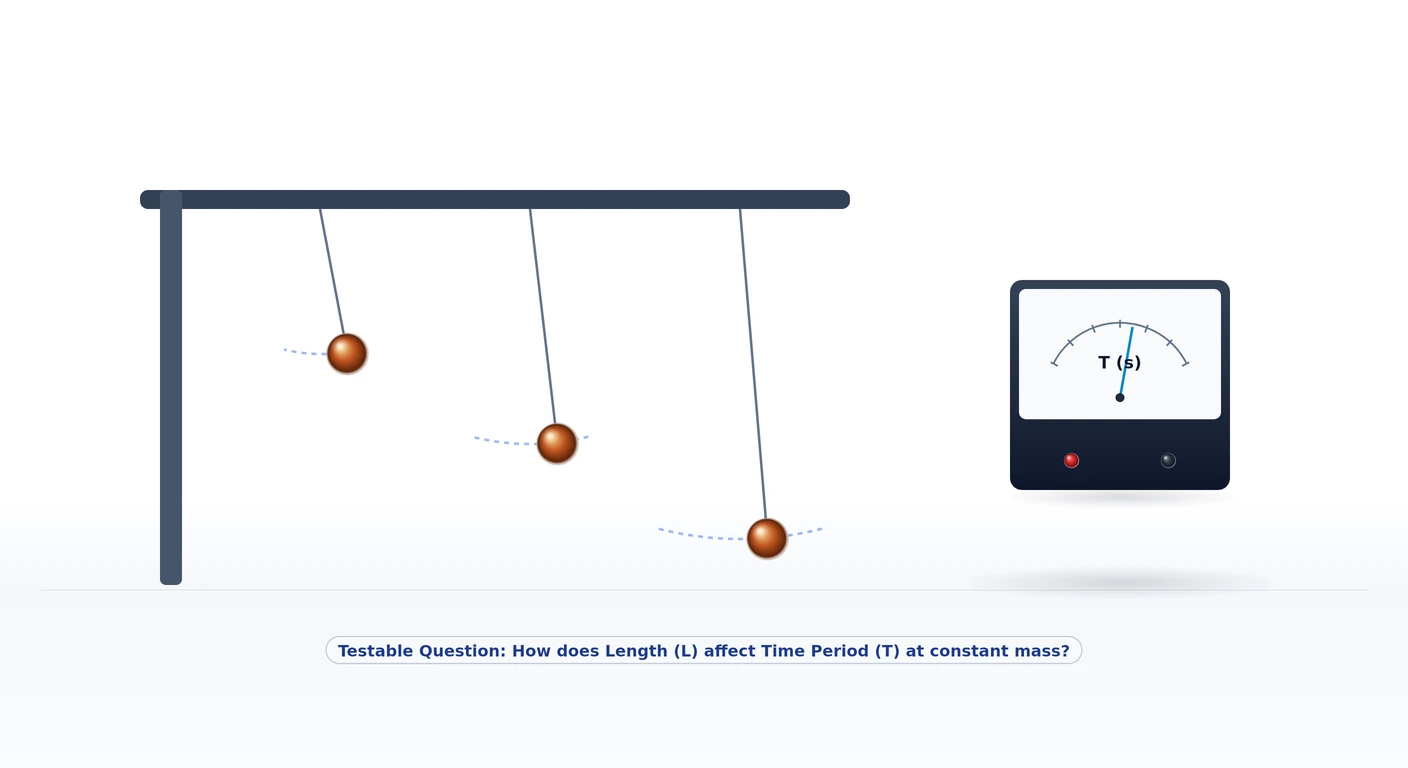 T (s)
Testable Question: How does Length (L) affect Time Period (T) at constant mass?